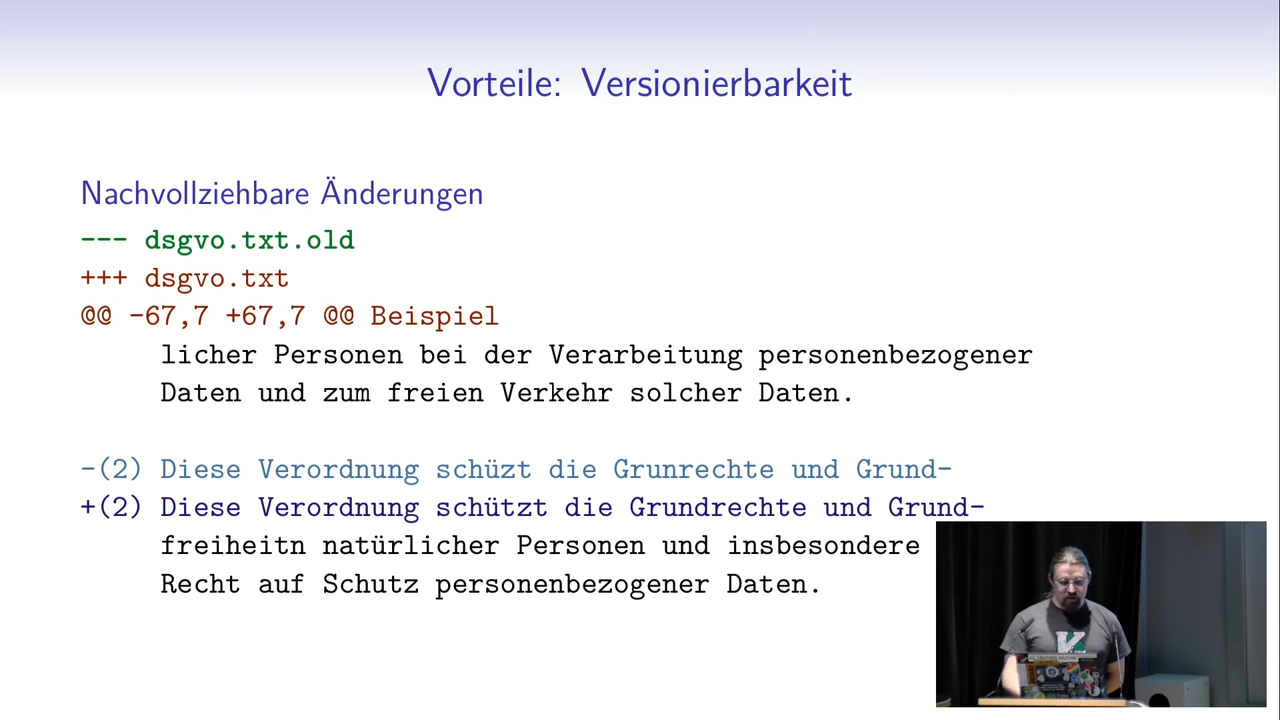 Vorteile: Versionierbarkeit
Nachvollziehbare Änderungen
--- dsgvo.txt.old
+++ dsgvo.txt
@@ -67,7 +67,7 @@ Beispiel
licher Personen bei der Verarbeitung personenbezogener
Daten und zum freien Verkehr solcher Daten.
-(2) Diese Verordnung schüzt die Grunrechte und Grund-
+(2) Diese Verordnung schützt die Grundrechte und Grund-
freiheitn natürlicher Personen und insbesondere
Recht auf Schutz personenbezogener Daten.